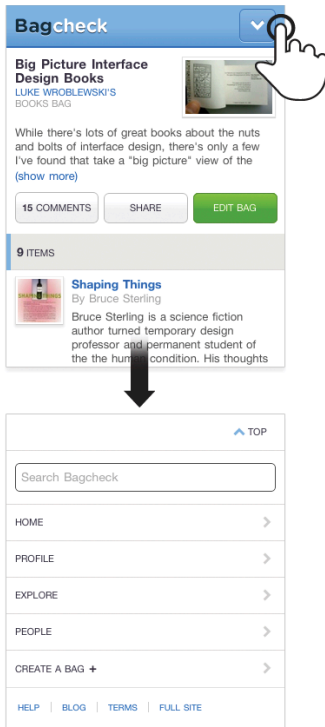 Bagcheck
Big Picture Interface
Design Books
LUKE WROBLEWSKI'S
BOOKS BAG
While there's lots of great books about the nuts
and bolts of interface design, there's only a few
I've found that take a "big picture" view of the
(show more)
15 COMMENTS
SHARE
EDIT BAG
9 ITEMS
Shaping Things
By Bruce Sterling
Bruce Sterling is a science fiction
author turned temporary design
professor and permanent student of
the the human condition. His thoughts
TOP
Search Bagcheck
HOME
PROFILE
EXPLORE
PEOPLE
CREATE A BAG +
HELP | BLOG | TERMS | FULL SITE